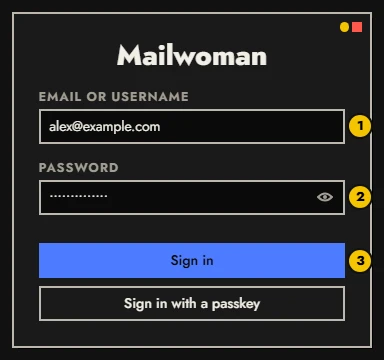 Mailwoman
EMAIL OR USERNAME
alex@example.com
1
PASSWORD
••••••••••••••
2
Sign in
3
Sign in with a passkey